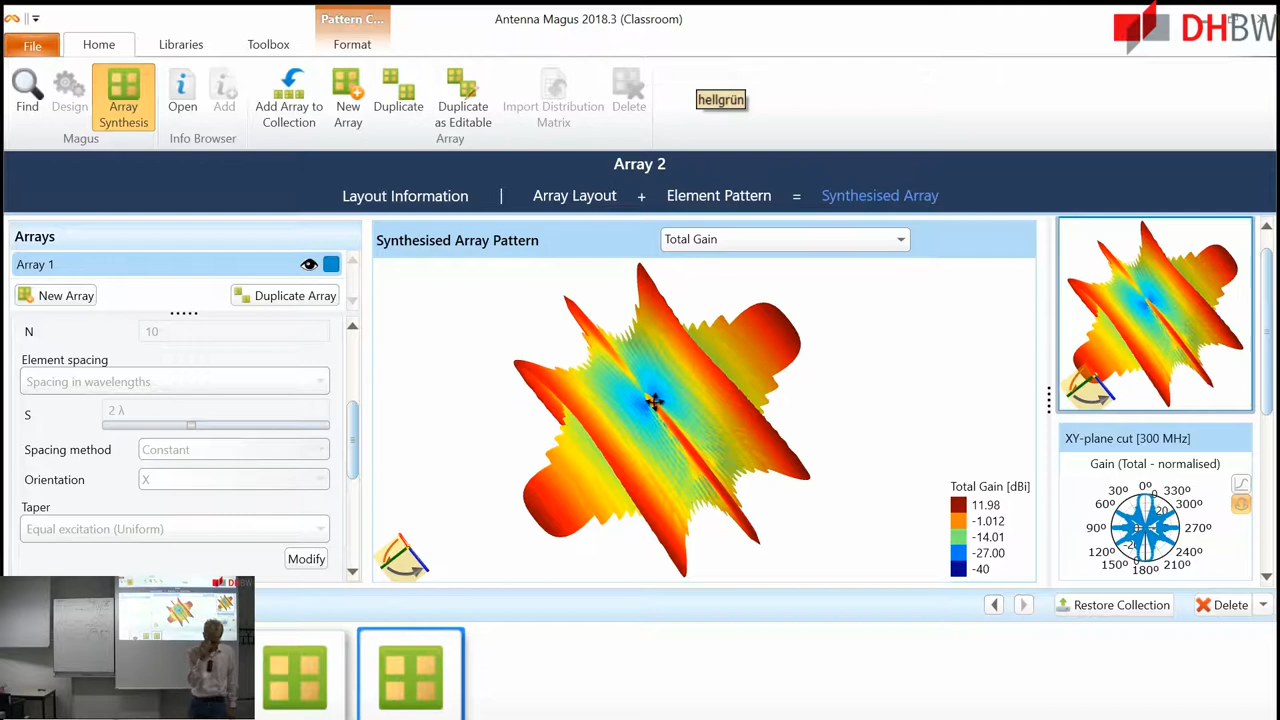 Pattern C...
Antenna Magus 2018.3 (Classroom)
DHBW
File
Home
Libraries
Toolbox
Format
Find
Design
Array
Synthesis
Open
Add
Add Array to
Collection
New
Array
Duplicate
Duplicate
as Editable
Import Distribution
Matrix
Delete
hellgrün
Magus
Info Browser
Array
Array 2
Layout Information | Array Layout + Element Pattern = Synthesised Array
Arrays
Array 1
New Array
Duplicate Array
N
10
Element spacing
Spacing in wavelengths
S
2 λ
Spacing method
Constant
Orientation
X
Taper
Equal excitation (Uniform)
Modify
Synthesised Array Pattern
Total Gain
Total Gain [dBi]
11.98
-1.012
-14.01
-27.00
-40
XY-plane cut [300 MHz]
Gain (Total - normalised)
0º
30º
330º
60º
300º
90º
270º
120º
240º
150º
210º
180º
Restore Collection
Delete
DHBW